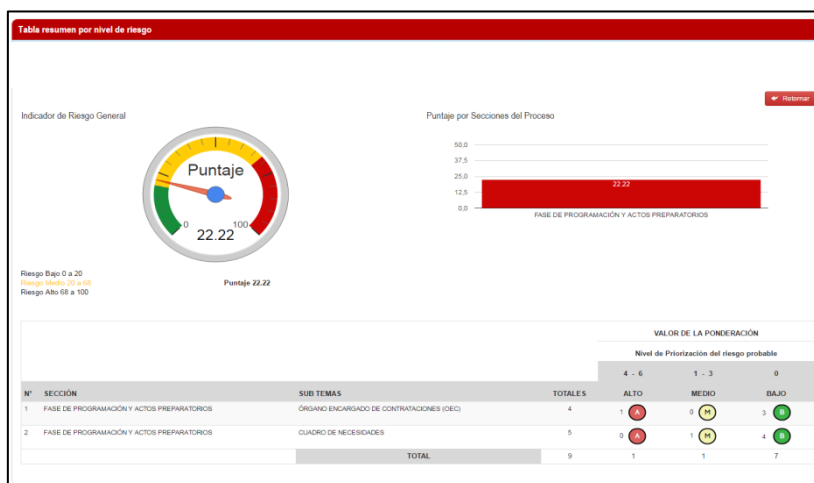 Tabla resumen por nivel de riesgo
Retornar
Indicador de Riesgo General
Puntaje
0
100
22.22
Riesgo Bajo 0 a 20
Riesgo Medio 20 a 68
Riesgo Alto 68 a 100
Puntaje 22.22
Puntaje por Secciones del Proceso
50,0
37,5
25,0
12,5
0,0
22.22
FASE DE PROGRAMACIÓN Y ACTOS PREPARATORIOS
VALOR DE LA PONDERACIÓN
Nivel de Priorización del riesgo probable
4 - 6 1 - 3 0
N° SECCIÓN SUB TEMAS TOTALES ALTO MEDIO BAJO
1 FASE DE PROGRAMACIÓN Y ACTOS PREPARATORIOS ÓRGANO ENCARGADO DE CONTRATACIONES (OEC) 4 1 A 0 M 3 B
2 FASE DE PROGRAMACIÓN Y ACTOS PREPARATORIOS CUADRO DE NECESIDADES 5 0 A 1 M 4 B
TOTAL 9 1 1 7